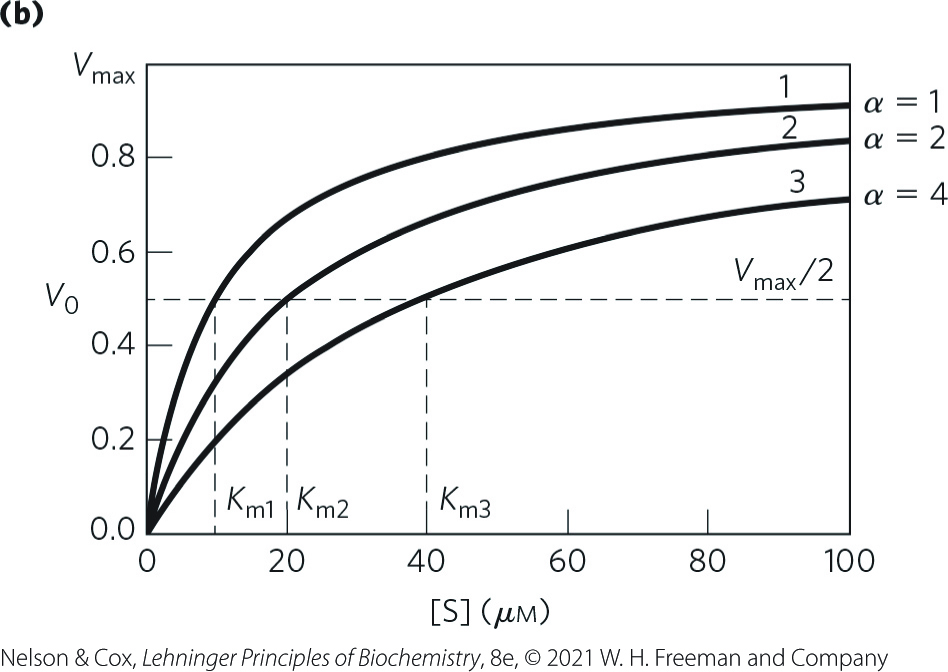 (b)
Vmax
1
α = 1
2
α = 2
0.8
3
α = 4
0.6
Vmax/2
V0
0.4
0.2
Km1
Km2
Km3
0.0
0 20 40 60 80 100
[S] (μM)
Nelson & Cox, Lehninger Principles of Biochemistry, 8e, © 2021 W. H. Freeman and Company